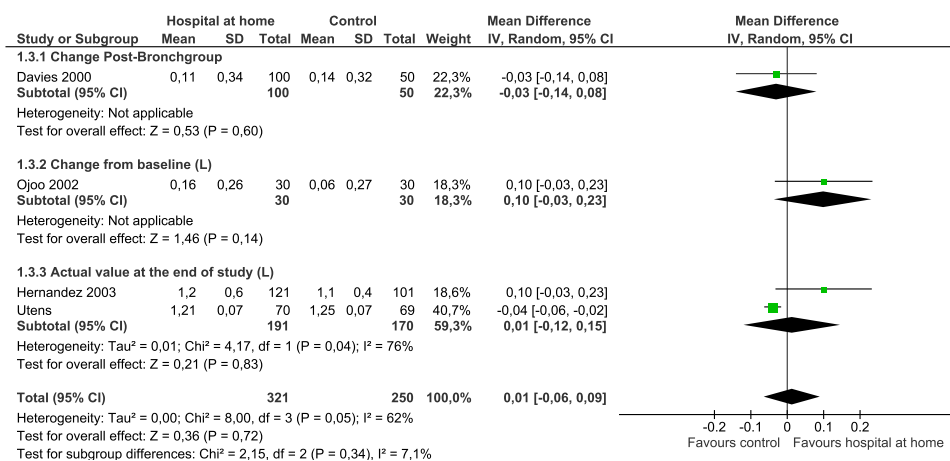 Hospital at home Control Mean Difference Mean Difference
Study or Subgroup Mean SD Total Mean SD Total Weight IV, Random, 95% CI IV, Random, 95% CI
1.3.1 Change Post-Bronchgroup
Davies 2000 0,11 0,34 100 0,14 0,32 50 22,3% -0,03 [-0,14, 0,08]
Subtotal (95% CI) 100 50 22,3% -0,03 [-0,14, 0,08]
Heterogeneity: Not applicable
Test for overall effect: Z = 0,53 (P = 0,60)
1.3.2 Change from baseline (L)
Ojoo 2002 0,16 0,26 30 0,06 0,27 30 18,3% 0,10 [-0,03, 0,23]
Subtotal (95% CI) 30 30 18,3% 0,10 [-0,03, 0,23]
Heterogeneity: Not applicable
Test for overall effect: Z = 1,46 (P = 0,14)
1.3.3 Actual value at the end of study (L)
Hernandez 2003 1,2 0,6 121 1,1 0,4 101 18,6% 0,10 [-0,03, 0,23]
Utens 1,21 0,07 70 1,25 0,07 69 40,7% -0,04 [-0,06, -0,02]
Subtotal (95% CI) 191 170 59,3% 0,01 [-0,12, 0,15]
Heterogeneity: Tau² = 0,01; Chi² = 4,17, df = 1 (P = 0,04); I² = 76%
Test for overall effect: Z = 0,21 (P = 0,83)
Total (95% CI) 321 250 100,0% 0,01 [-0,06, 0,09]
Heterogeneity: Tau² = 0,00; Chi² = 8,00, df = 3 (P = 0,05); I² = 62%
Test for overall effect: Z = 0,36 (P = 0,72)
Test for subgroup differences: Chi² = 2,15, df = 2 (P = 0,34), I² = 7,1%
-0.2 -0.1 0 0.1 0.2
Favours control Favours hospital at home